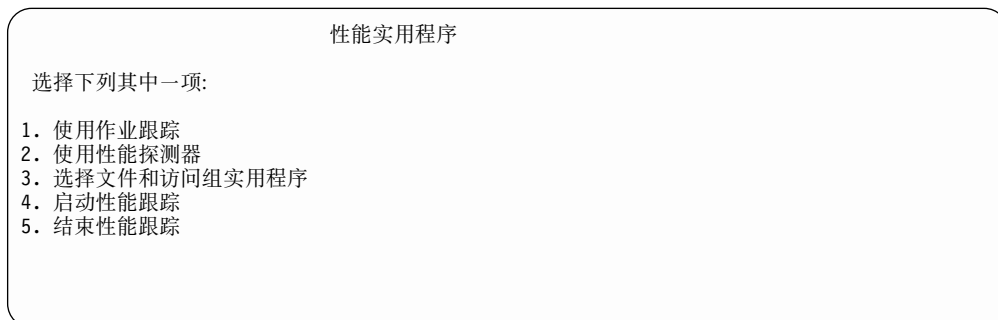 性能实用程序
选择下列其中一项:
1. 使用作业跟踪
2. 使用性能探测器
3. 选择文件和访问组实用程序
4. 启动性能跟踪
5. 结束性能跟踪